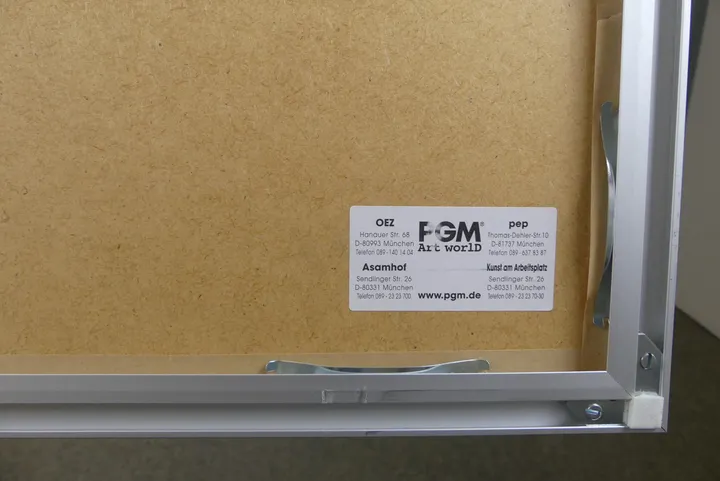 OEZ
Hanauer Str. 68
D-80993 München
Telefon 089 - 140 14 04
PGM®
Art worlD
pep
Thomas-Dehler-Str.10
D-81737 München
Telefon 089 - 637 83 87
Asamhof
Sendlinger Str. 26
D-80331 München
Telefon 089 - 23 23 700
www.pgm.de
Kunst am Arbeitsplatz
Sendlinger Str. 26
D-80331 München
Telefon 089 - 23 23 70-30